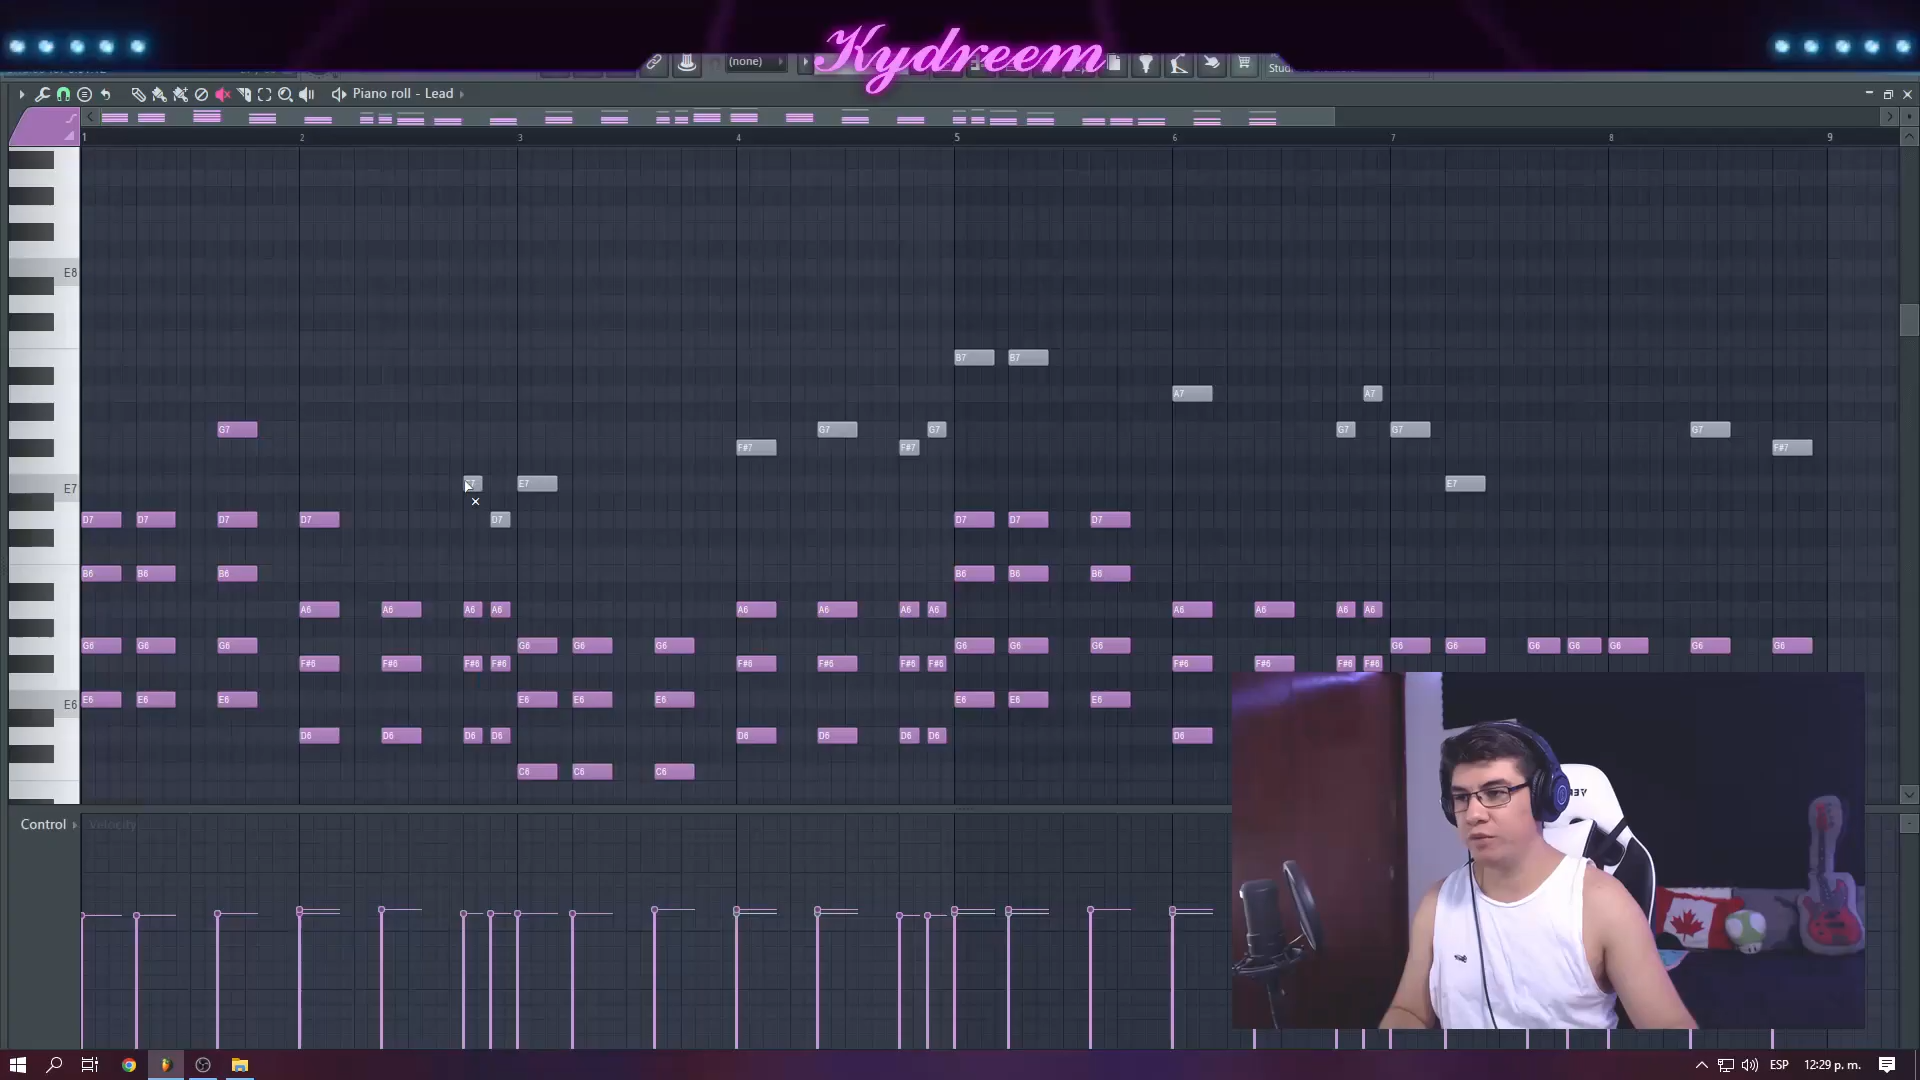 Kydreem
(none)
Piano roll - Lead
1 2 3 4 5 6 7 8 9
E8
B7 B7
A7 A7
G7 G7 G7 G7 G7 G7
F#7 F#7 F#7
E7 E7 E7
D7 D7 D7 D7 D7 D7 D7 D7
B6 B6 B6 B6 B6 B6
A6 A6 A6 A6 A6 A6 A6 A6 A6 A6 A6 A6
G6 G6 G6 G6 G6 G6 G6 G6 G6 G6 G6 G6 G6 G6 G6 G6
F#6 F#6 F#6 F#6 F#6 F#6 F#6 F#6 F#6 F#6 F#6 F#6
E6 E6 E6 E6 E6 E6 E6 E6 E6 E6
D6 D6 D6 D6 D6 D6 D6 D6 D6
C6 C6 C6
Control Velocity
ESP 12:29 p. m.